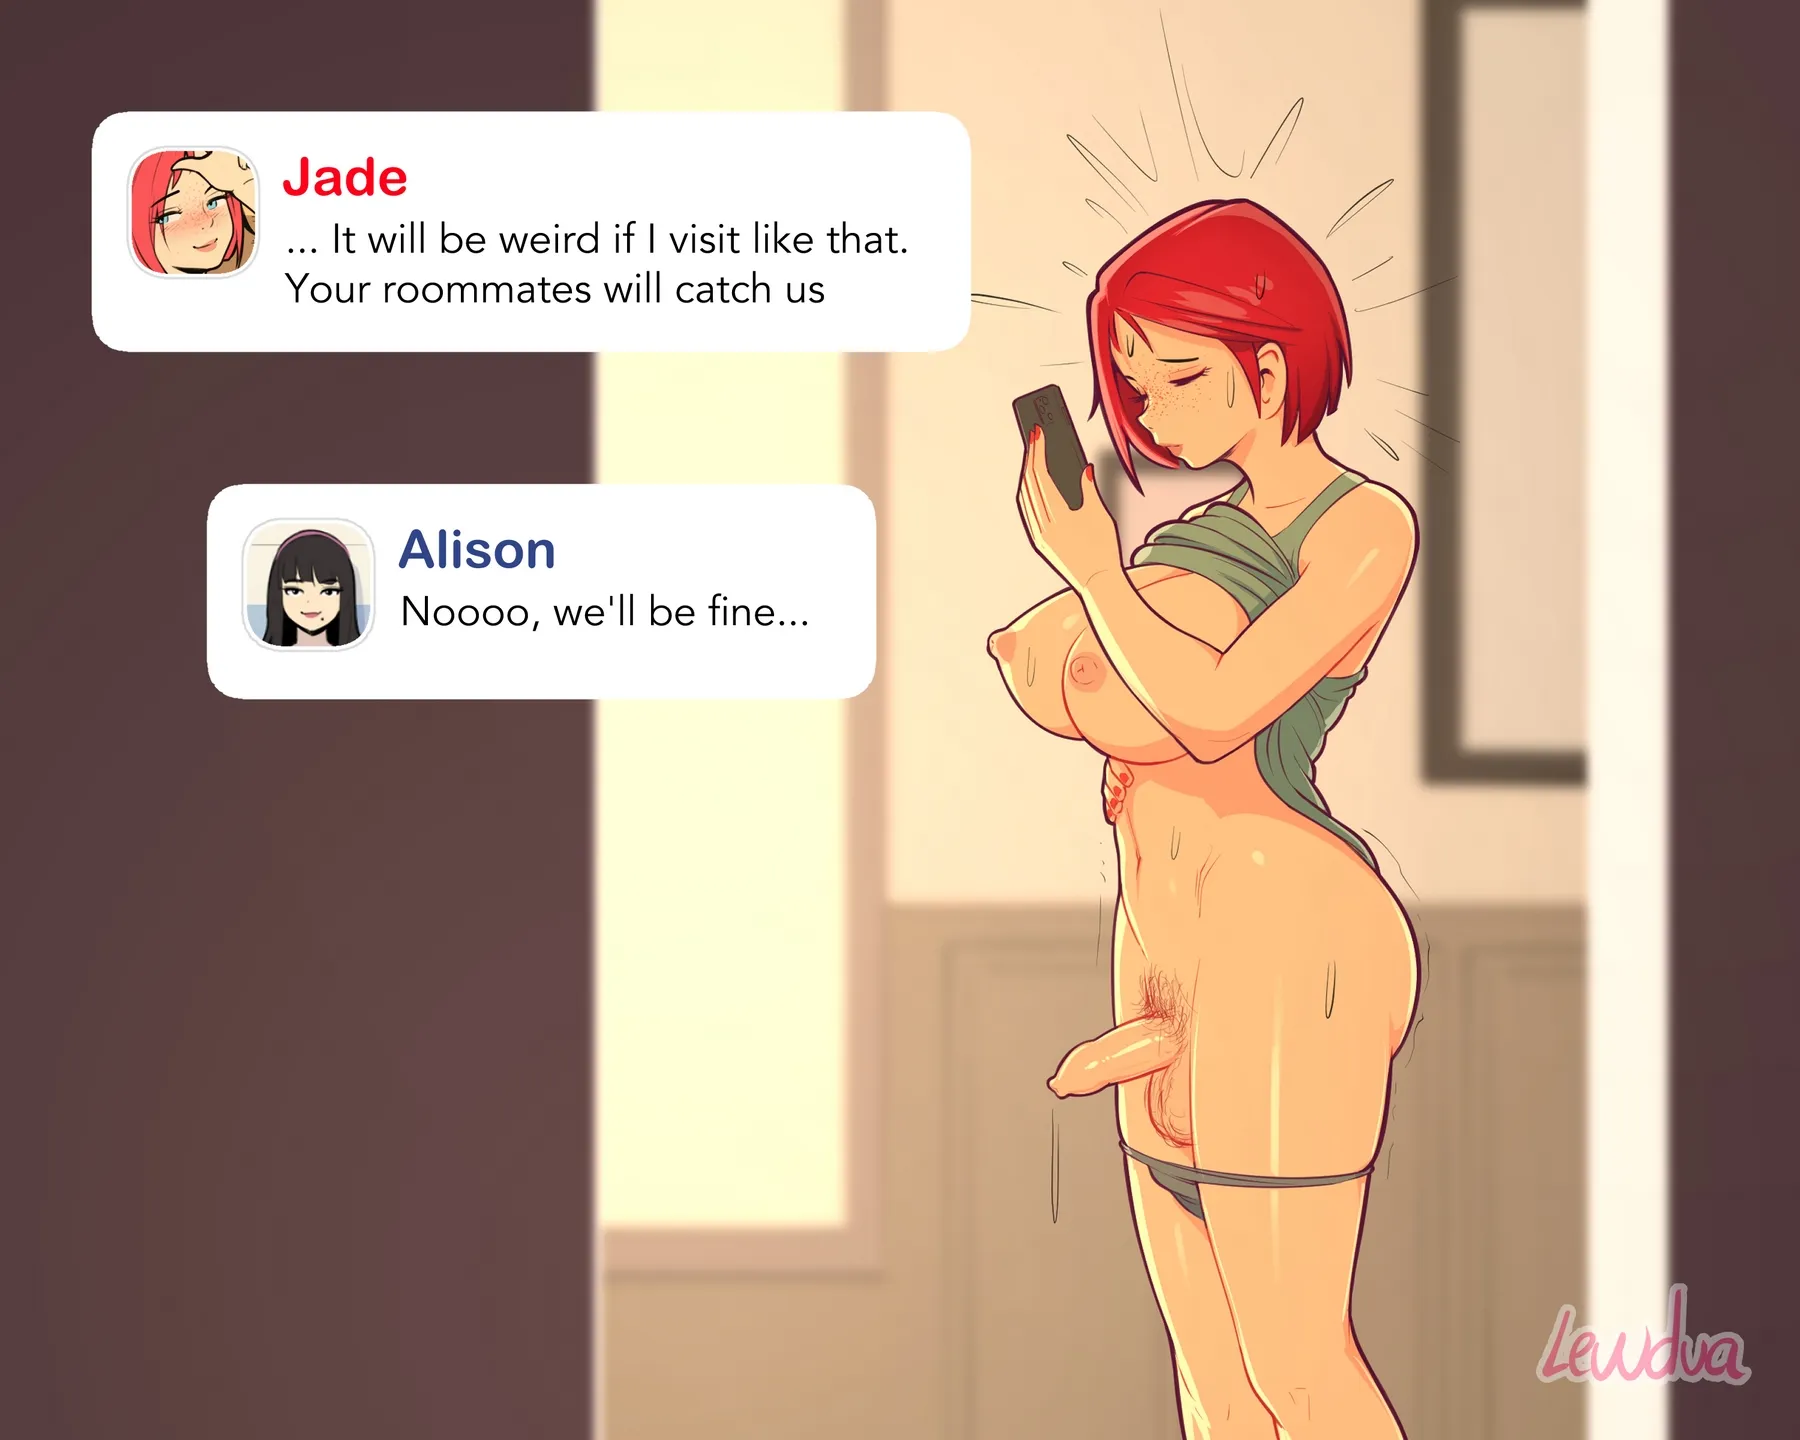 Jade
... It will be weird if I visit like that.
Your roommates will catch us
Alison
Noooo, we'll be fine...
Lewdua